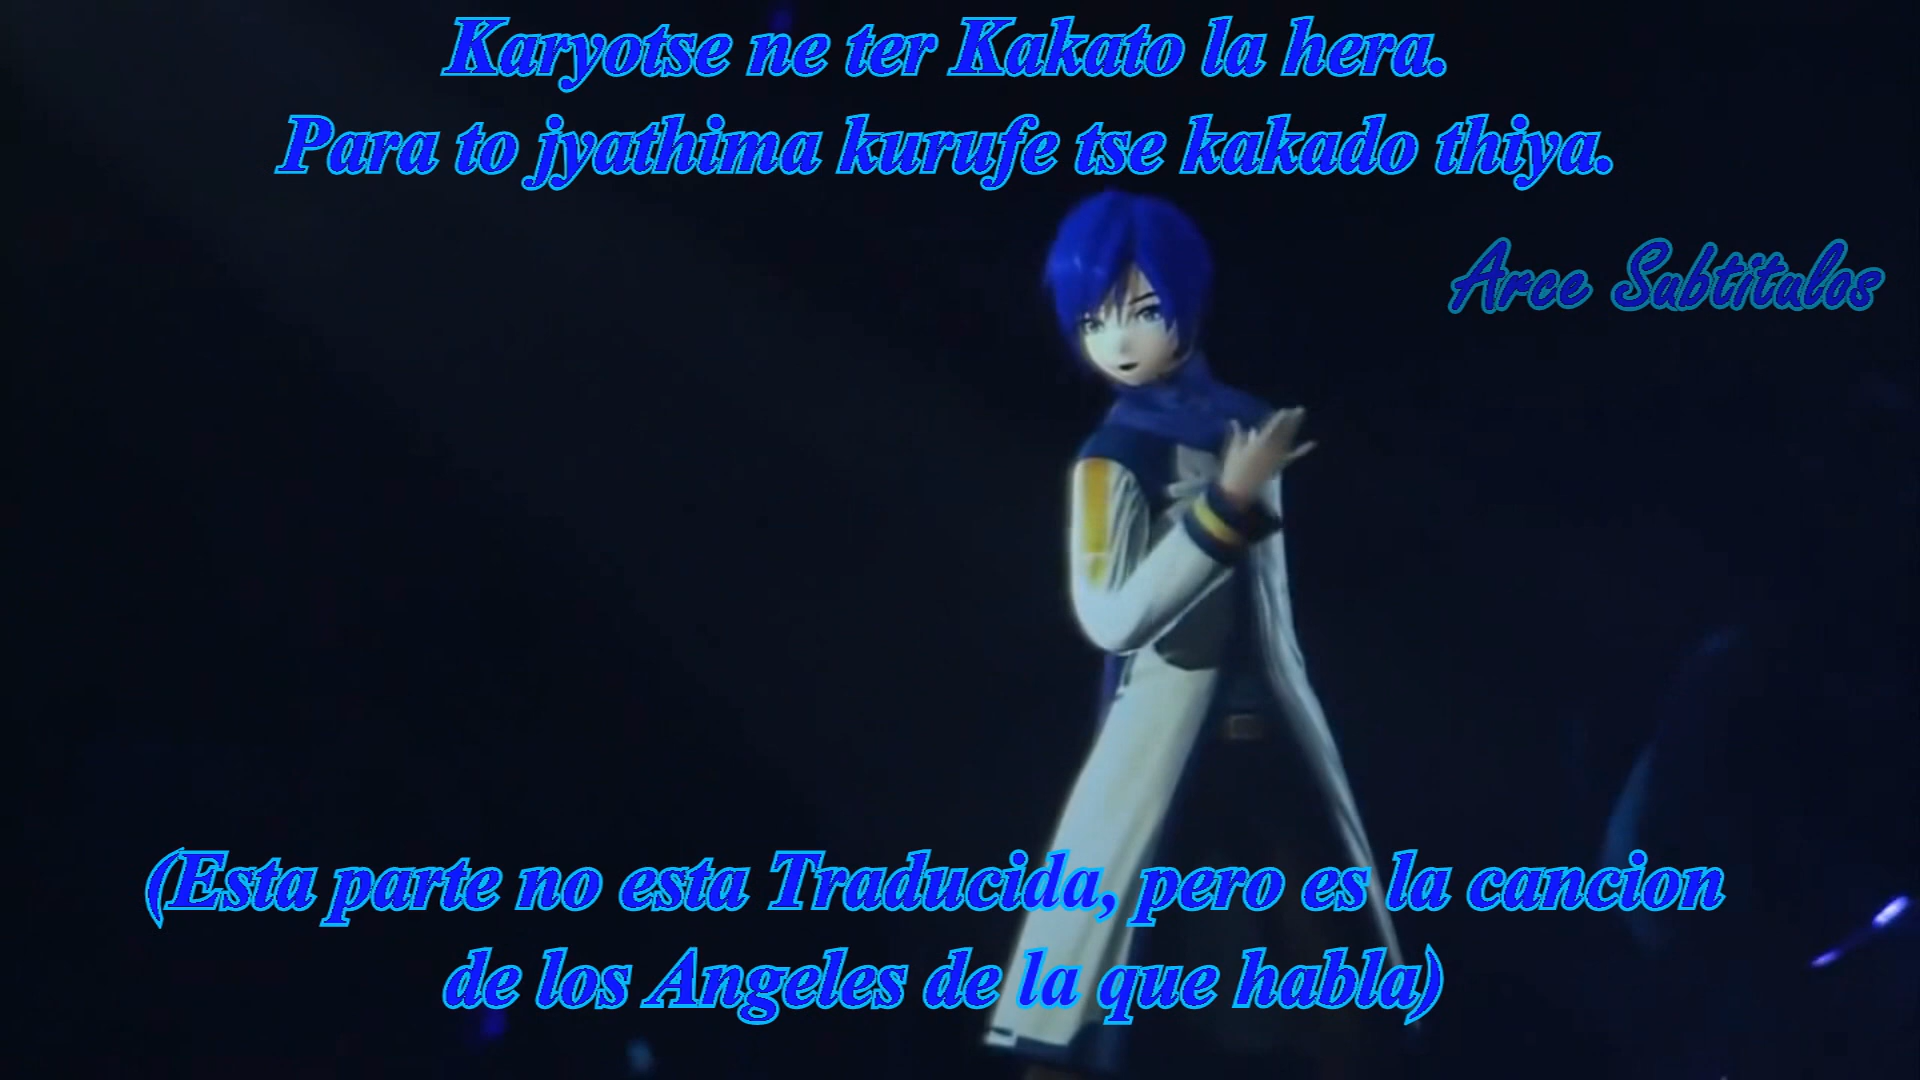 Karyotse ne ter Kakato la hera.
Para to jyathima kurufe tse kakado thiya.
Arce Subtitulos
(Esta parte no esta Traducida, pero es la cancion
de los Angeles de la que habla)